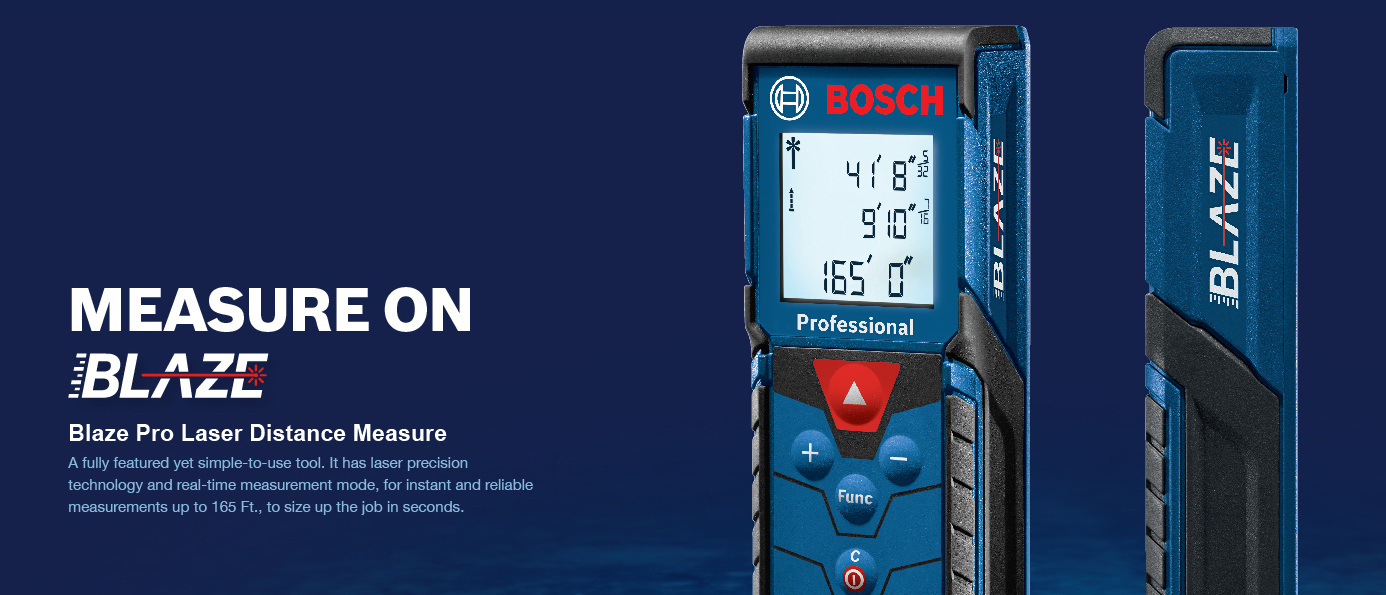 MEASURE ON
BLAZE
Blaze Pro Laser Distance Measure
A fully featured yet simple-to-use tool. It has laser precision
technology and real-time measurement mode, for instant and reliable
measurements up to 165 Ft., to size up the job in seconds.
BOSCH
41' 8" 5/32
9' 10" 7/16
165' 0"
Professional
+ −
Func
C
BLAZE
BLAZE